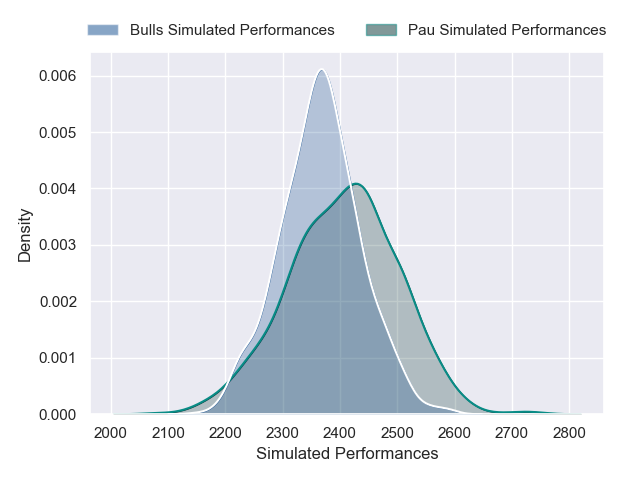 Bulls Simulated Performances Pau Simulated Performances
0.006
0.005
0.004
0.003
0.002
0.001
0.000
Density
2000 2100 2200 2300 2400 2500 2600 2700 2800
Simulated Performances